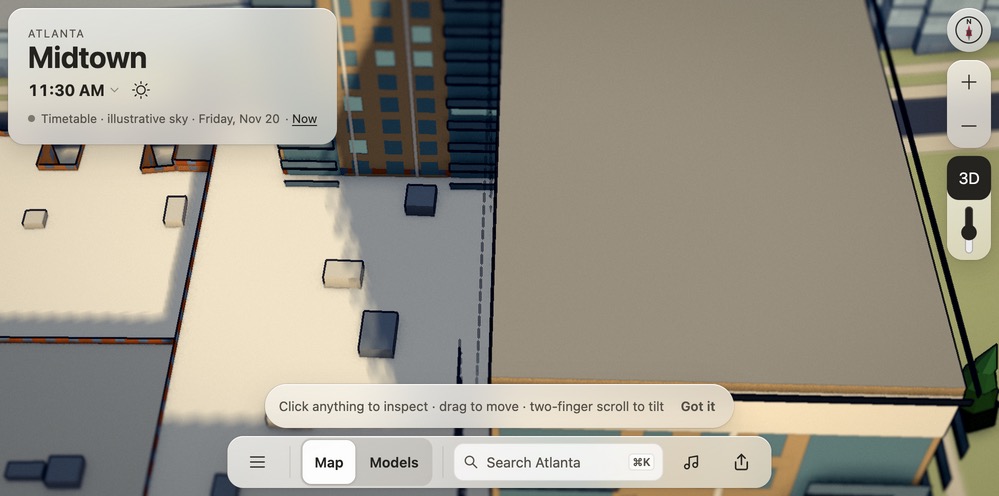 ATLANTA
Midtown
11:30 AM
Timetable · illustrative sky · Friday, Nov 20 · Now
N
+
−
3D
Click anything to inspect · drag to move · two-finger scroll to tilt Got it
Map Models Search Atlanta ⌘K